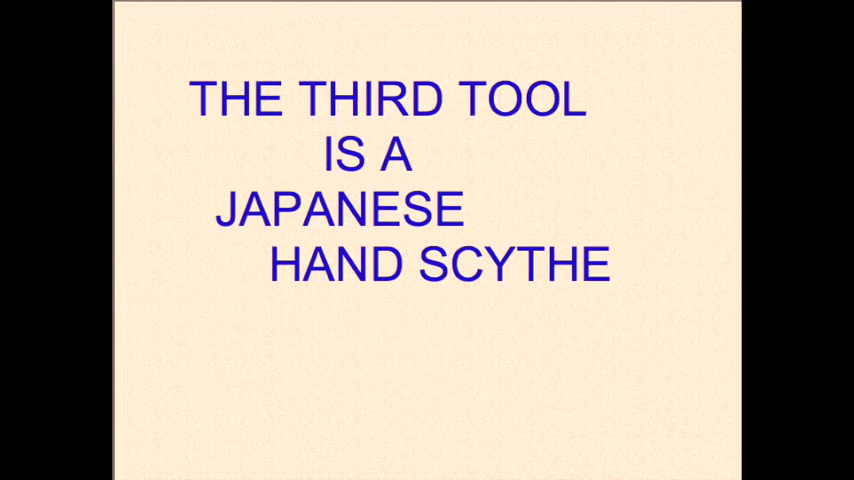 THE THIRD TOOL
IS A
JAPANESE
HAND SCYTHE